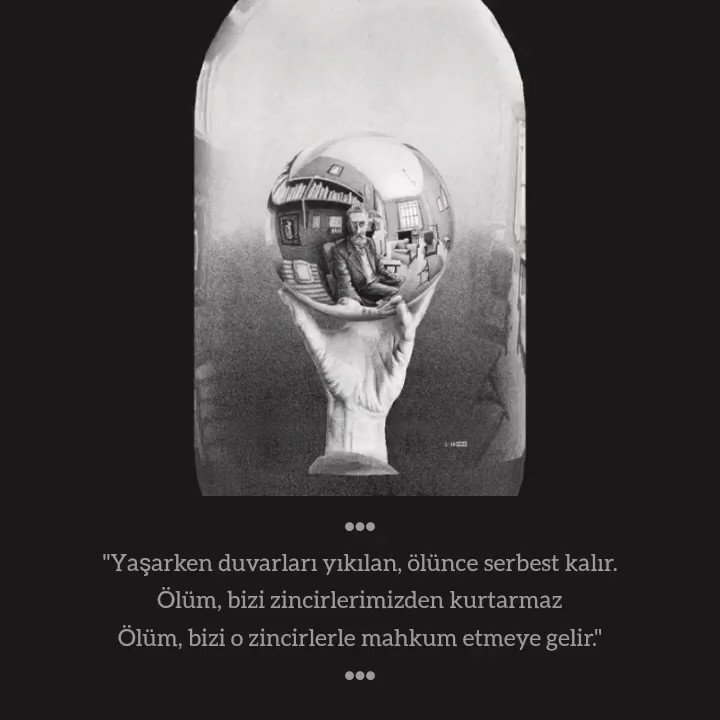 •••
"Yaşarken duvarları yıkılan, ölünce serbest kalır.
Ölüm, bizi zincirlerimizden kurtarmaz
Ölüm, bizi o zincirlerle mahkum etmeye gelir."
•••